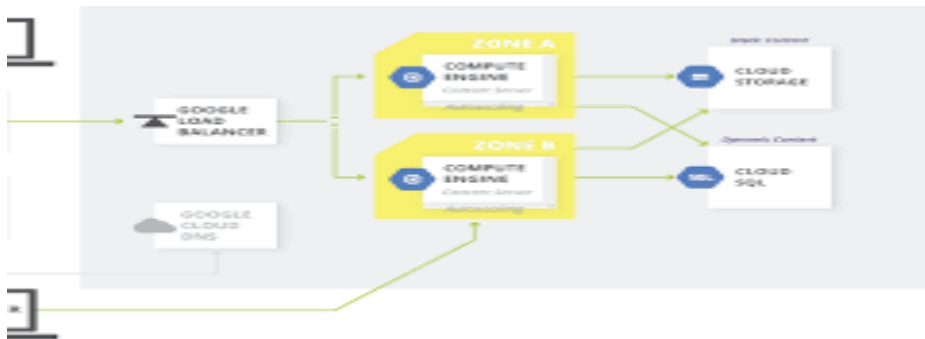 ZONE A
COMPUTE
ENGINE
Content Server
Autoscaling
Static Content
CLOUD
STORAGE
GOOGLE
LOAD
BALANCER
ZONE B
COMPUTE
ENGINE
Content Server
Autoscaling
Dynamic Content
SQL
CLOUD
SQL
GOOGLE
CLOUD
DNS
R